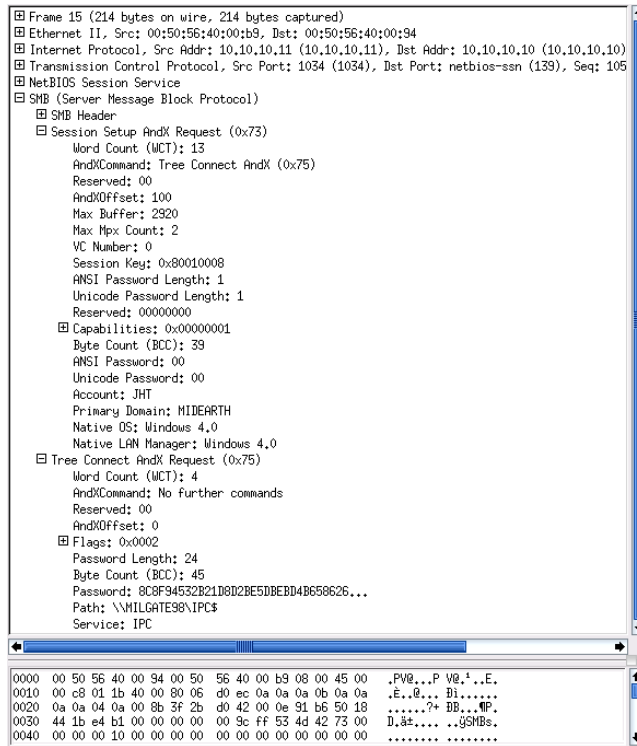 Frame 15 (214 bytes on wire, 214 bytes captured)
Ethernet II, Src: 00:50:56:40:00:b9, Dst: 00:50:56:40:00:94
Internet Protocol, Src Addr: 10.10.10.11 (10.10.10.11), Dst Addr: 10.10.10.10 (10.10.10.10)
Transmission Control Protocol, Src Port: 1034 (1034), Dst Port: netbios-ssn (139), Seq: 105
NetBIOS Session Service
SMB (Server Message Block Protocol)
SMB Header
Session Setup AndX Request (0x73)
Word Count (WCT): 13
AndXCommand: Tree Connect AndX (0x75)
Reserved: 00
AndXOffset: 100
Max Buffer: 2920
Max Mpx Count: 2
VC Number: 0
Session Key: 0x80010008
ANSI Password Length: 1
Unicode Password Length: 1
Reserved: 00000000
Capabilities: 0x00000001
Byte Count (BCC): 39
ANSI Password: 00
Unicode Password: 00
Account: JHT
Primary Domain: MIDEARTH
Native OS: Windows 4.0
Native LAN Manager: Windows 4.0
Tree Connect AndX Request (0x75)
Word Count (WCT): 4
AndXCommand: No further commands
Reserved: 00
AndXOffset: 0
Flags: 0x0002
Password Length: 24
Byte Count (BCC): 45
Password: 8C8F94532B21D8D2BE5DBEBD4B658626...
Path: \\MILGATE98\IPC$
Service: IPC
0000 00 50 56 40 00 94 00 50 56 40 00 b9 08 00 45 00 .PV@...P V@.¹..E.
0010 00 c8 01 1b 40 00 80 06 d0 ec 0a 0a 0a 0b 0a 0a .È..@... Ðì......
0020 0a 0a 04 0a 00 8b 3f 2b d0 42 00 0e 91 b6 50 18 ......?+ ÐB...¶P.
0030 44 1b e4 b1 00 00 00 00 00 9c ff 53 4d 42 73 00 D.ä±.... ..ÿSMBs.
0040 00 00 00 10 00 00 00 00 00 00 00 00 00 00 00 00 ........ ........